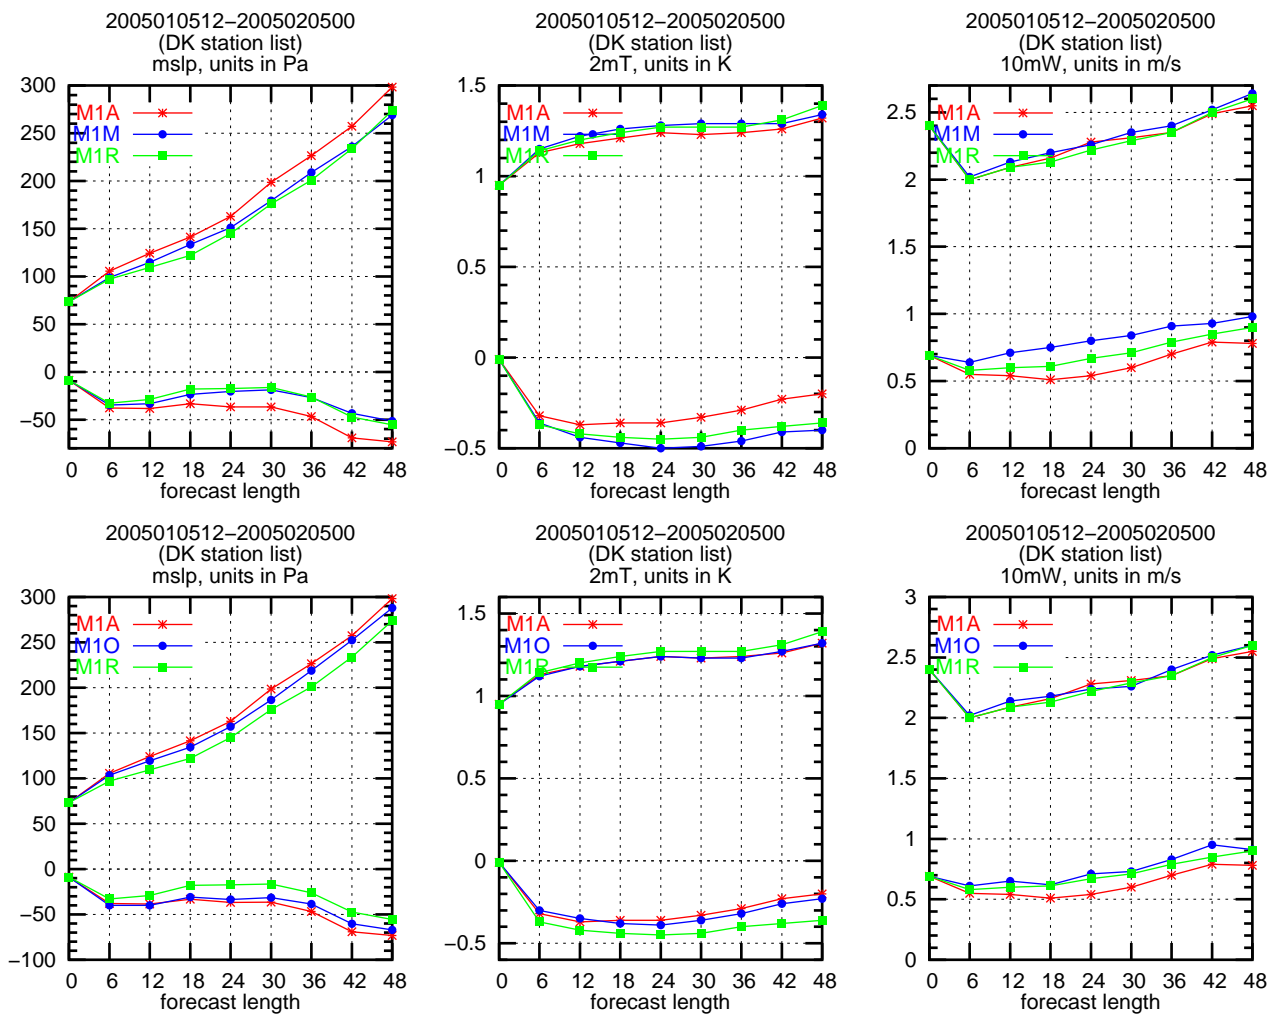 2005010512−2005020500
(DK station list)
mslp, units in Pa
300
250
200
150
100
50
0
−50
M1A
M1M
M1R
0 6 12 18 24 30 36 42 48
forecast length
2005010512−2005020500
(DK station list)
2mT, units in K
1.5
1
0.5
0
−0.5
M1A
M1M
M1R
0 6 12 18 24 30 36 42 48
forecast length
2005010512−2005020500
(DK station list)
10mW, units in m/s
2.5
2
1.5
1
0.5
0
M1A
M1M
M1R
0 6 12 18 24 30 36 42 48
forecast length
2005010512−2005020500
(DK station list)
mslp, units in Pa
300
250
200
150
100
50
0
−50
−100
M1A
M1O
M1R
0 6 12 18 24 30 36 42 48
forecast length
2005010512−2005020500
(DK station list)
2mT, units in K
1.5
1
0.5
0
−0.5
M1A
M1O
M1R
0 6 12 18 24 30 36 42 48
forecast length
2005010512−2005020500
(DK station list)
10mW, units in m/s
3
2.5
2
1.5
1
0.5
0
M1A
M1O
M1R
0 6 12 18 24 30 36 42 48
forecast length